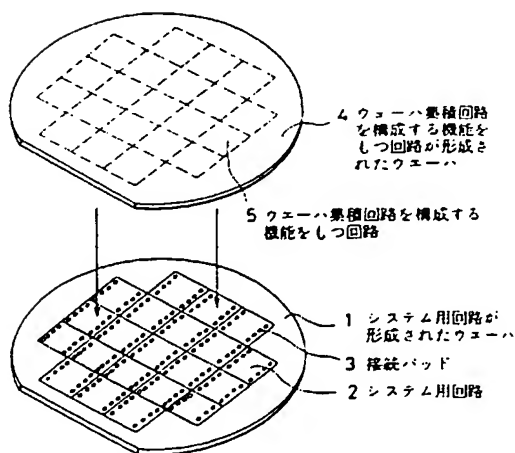 4 ウェーハ集積回路
を構成する機能を
もつ回路が形成さ
れたウエーハ
5 ウエーハ集積回路を構成する
機能をもつ回路
1 システム用回路が
形成されたウエーハ
3 接続パッド
2 システム用回路